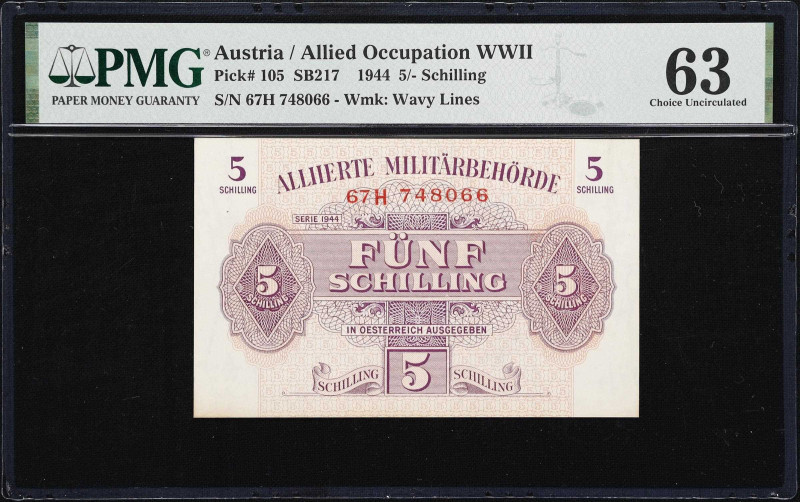 PMG®
PAPER MONEY GUARANTY
Austria / Allied Occupation WWII
Pick# 105 SB217 1944 5/- Schilling
S/N 67H 748066 - Wmk: Wavy Lines
63
Choice Uncirculated
5
SCHILLING
ALLIIERTE MILITÄRBEHÖRDE
5
SCHILLING
67H 748066
SERIE 1944
FÜNF
SCHILLING
5
SCHILLING
5
SCHILLING
IN OESTERREICH AUSGEGEBEN
SCHILLING
5
SCHILLING